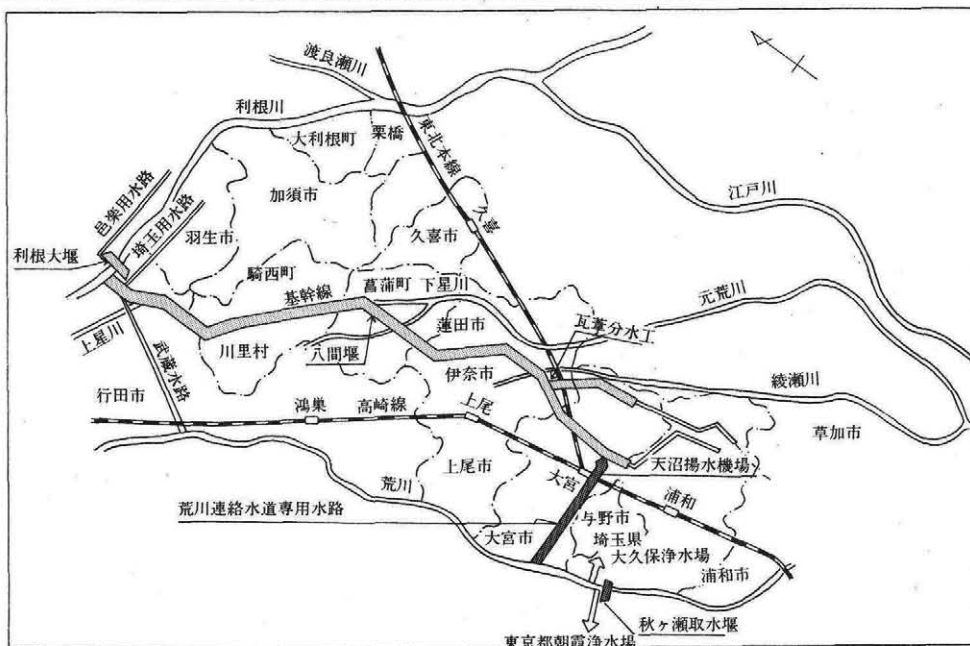 渡良瀬川
利根川
大利根町
栗橋
東北本線
加須市
邑楽用水路
埼玉用水路
江戸川
羽生市
久喜
久喜市
利根大堰
騎西町
菖蒲町
下星川
基幹線
元荒川
蓮田市
瓦葺分水工
上星川
武蔵水路
川里村
八間堰
伊奈市
綾瀬川
行田市
鴻巣
高崎線
上尾
草加市
上尾市
天沼揚水機場
大宮
荒川
浦和
荒川連絡水道専用水路
与野市
大宮市
埼玉県
大久保浄水場
浦和市
秋ヶ瀬取水堰
東京都朝霞浄水場